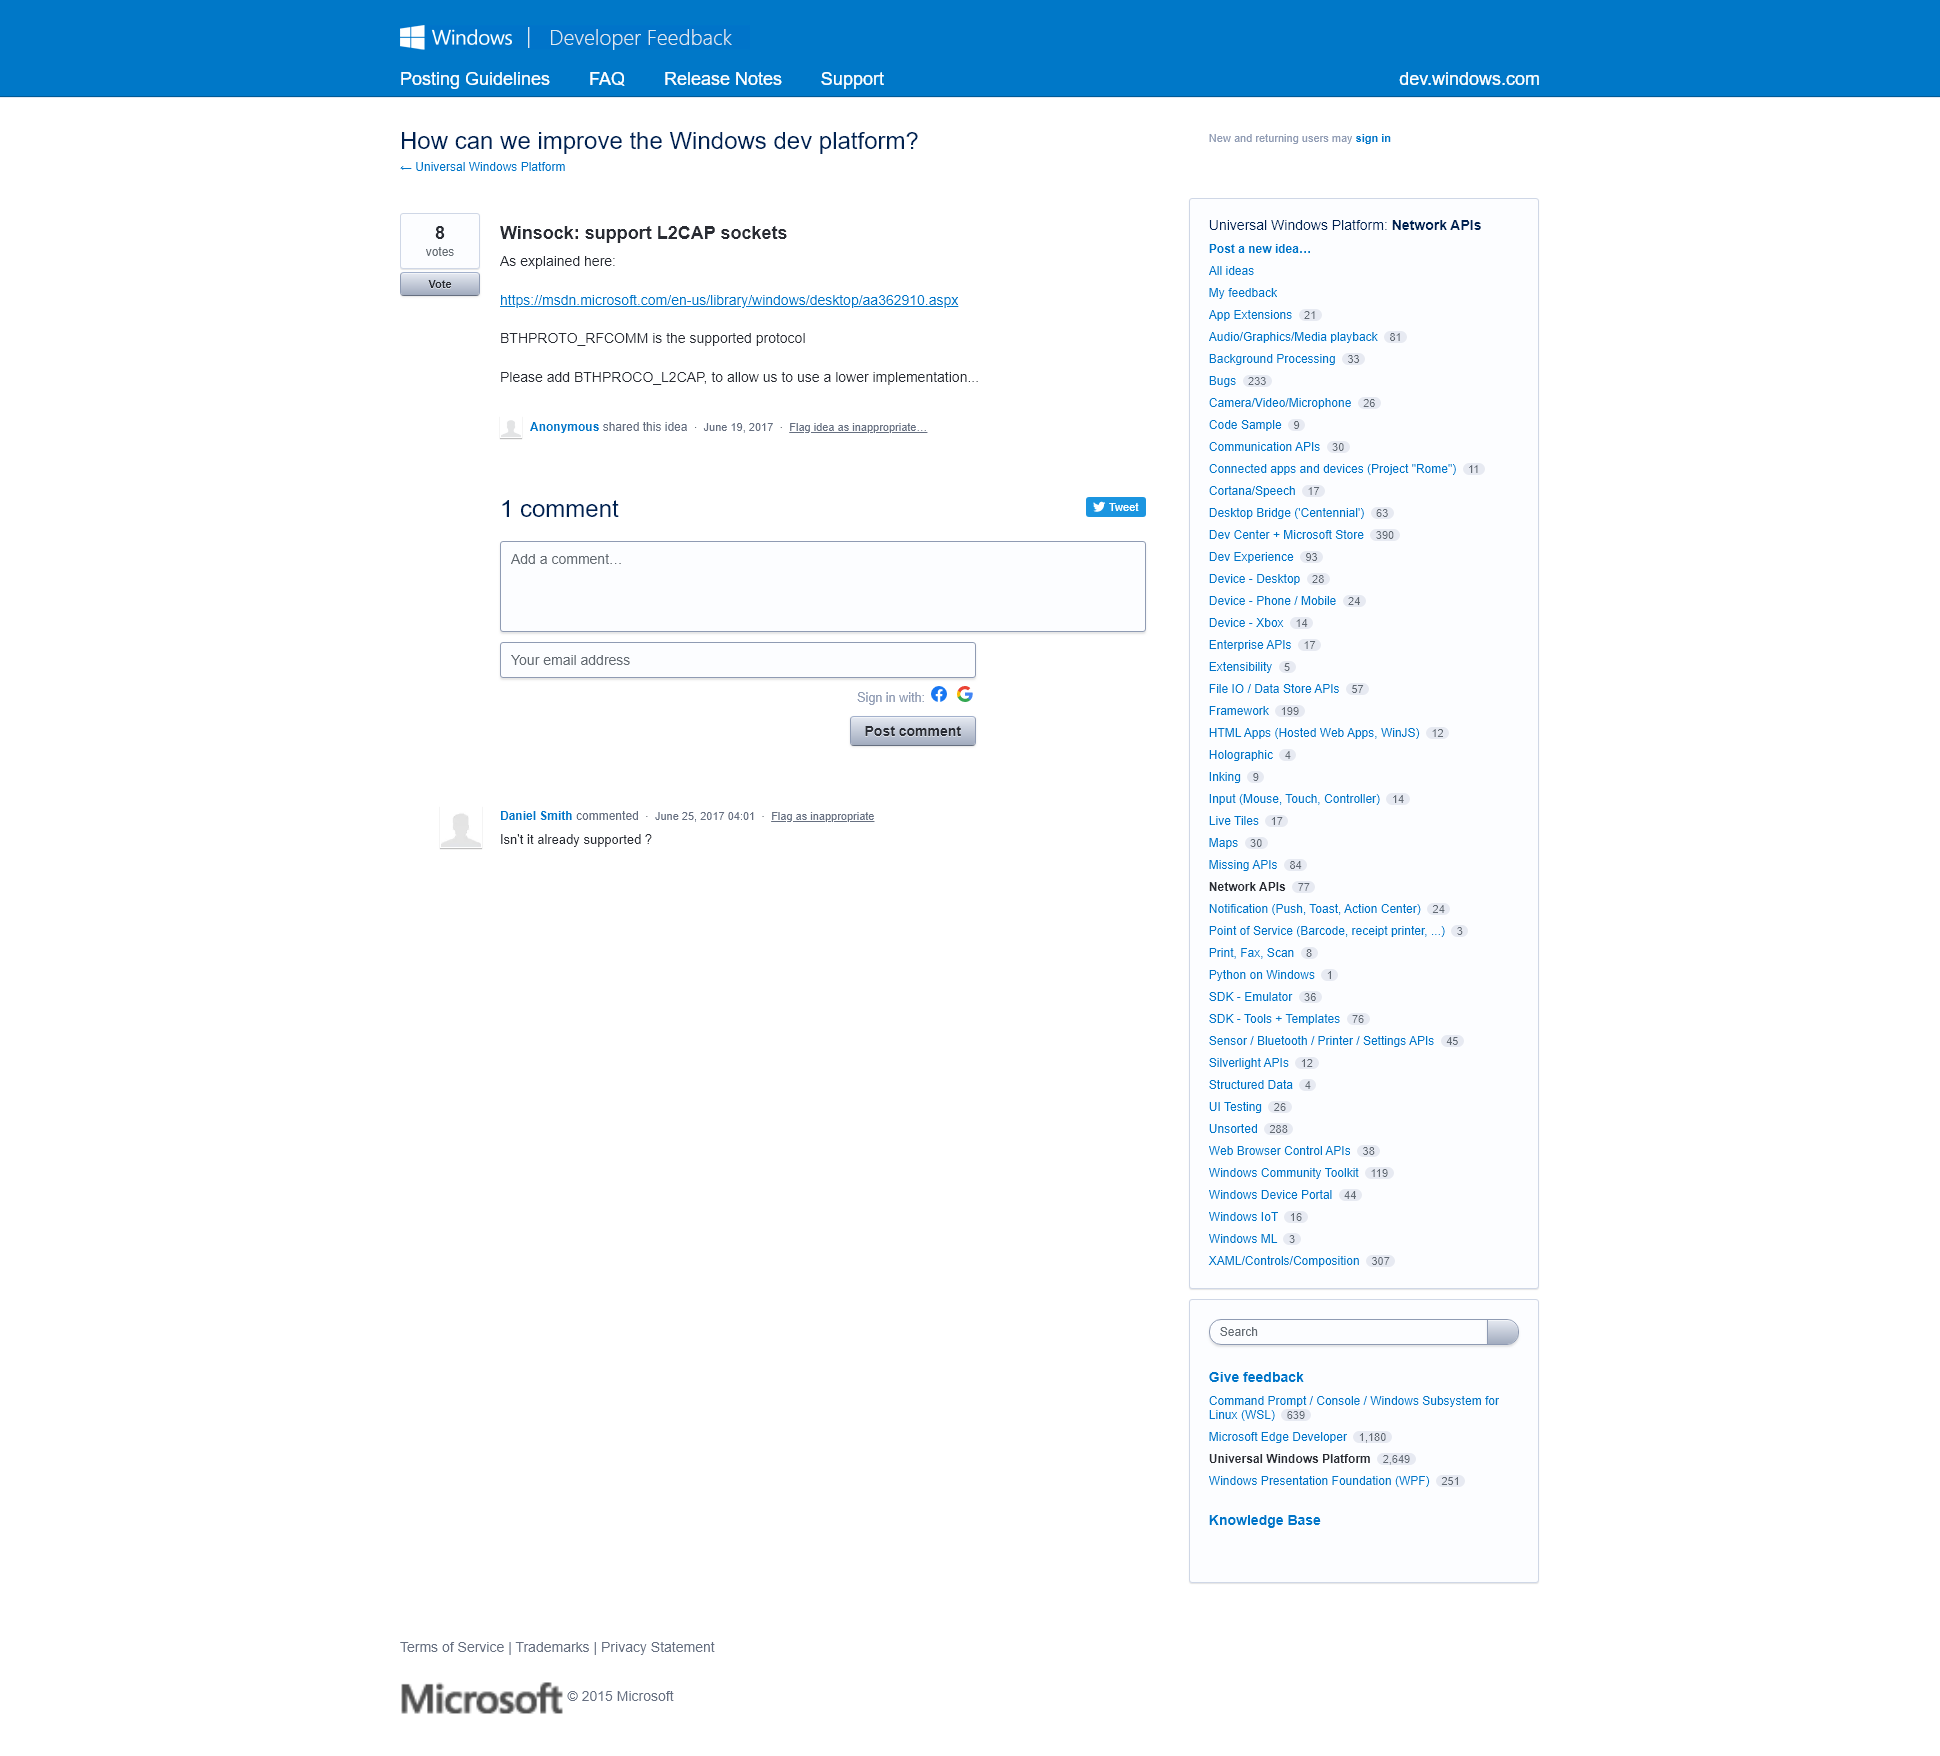 Windows | Developer Feedback
Posting Guidelines FAQ Release Notes Support dev.windows.com
How can we improve the Windows dev platform?
← Universal Windows Platform
New and returning users may sign in
8
votes
Vote
Winsock: support L2CAP sockets
As explained here:
https://msdn.microsoft.com/en-us/library/windows/desktop/aa362910.aspx
BTHPROTO_RFCOMM is the supported protocol
Please add BTHPROCO_L2CAP, to allow us to use a lower implementation...
Anonymous shared this idea · June 19, 2017 · Flag idea as inappropriate…
1 comment
Tweet
Add a comment…
Your email address
Sign in with:
Post comment
Daniel Smith commented · June 25, 2017 04:01 · Flag as inappropriate
Isn't it already supported ?
Universal Windows Platform: Network APIs
Post a new idea…
All ideas
My feedback
App Extensions 21
Audio/Graphics/Media playback 81
Background Processing 33
Bugs 233
Camera/Video/Microphone 26
Code Sample 9
Communication APIs 30
Connected apps and devices (Project "Rome") 11
Cortana/Speech 17
Desktop Bridge ('Centennial') 63
Dev Center + Microsoft Store 390
Dev Experience 93
Device - Desktop 28
Device - Phone / Mobile 24
Device - Xbox 14
Enterprise APIs 17
Extensibility 5
File IO / Data Store APIs 57
Framework 199
HTML Apps (Hosted Web Apps, WinJS) 12
Holographic 4
Inking 9
Input (Mouse, Touch, Controller) 14
Live Tiles 17
Maps 30
Missing APIs 84
Network APIs 77
Notification (Push, Toast, Action Center) 24
Point of Service (Barcode, receipt printer, ...) 3
Print, Fax, Scan 8
Python on Windows 1
SDK - Emulator 36
SDK - Tools + Templates 76
Sensor / Bluetooth / Printer / Settings APIs 45
Silverlight APIs 12
Structured Data 4
UI Testing 26
Unsorted 288
Web Browser Control APIs 38
Windows Community Toolkit 119
Windows Device Portal 44
Windows IoT 16
Windows ML 3
XAML/Controls/Composition 307
Search
Give feedback
Command Prompt / Console / Windows Subsystem for
Linux (WSL) 639
Microsoft Edge Developer 1,180
Universal Windows Platform 2,649
Windows Presentation Foundation (WPF) 251
Knowledge Base
Terms of Service | Trademarks | Privacy Statement
Microsoft © 2015 Microsoft